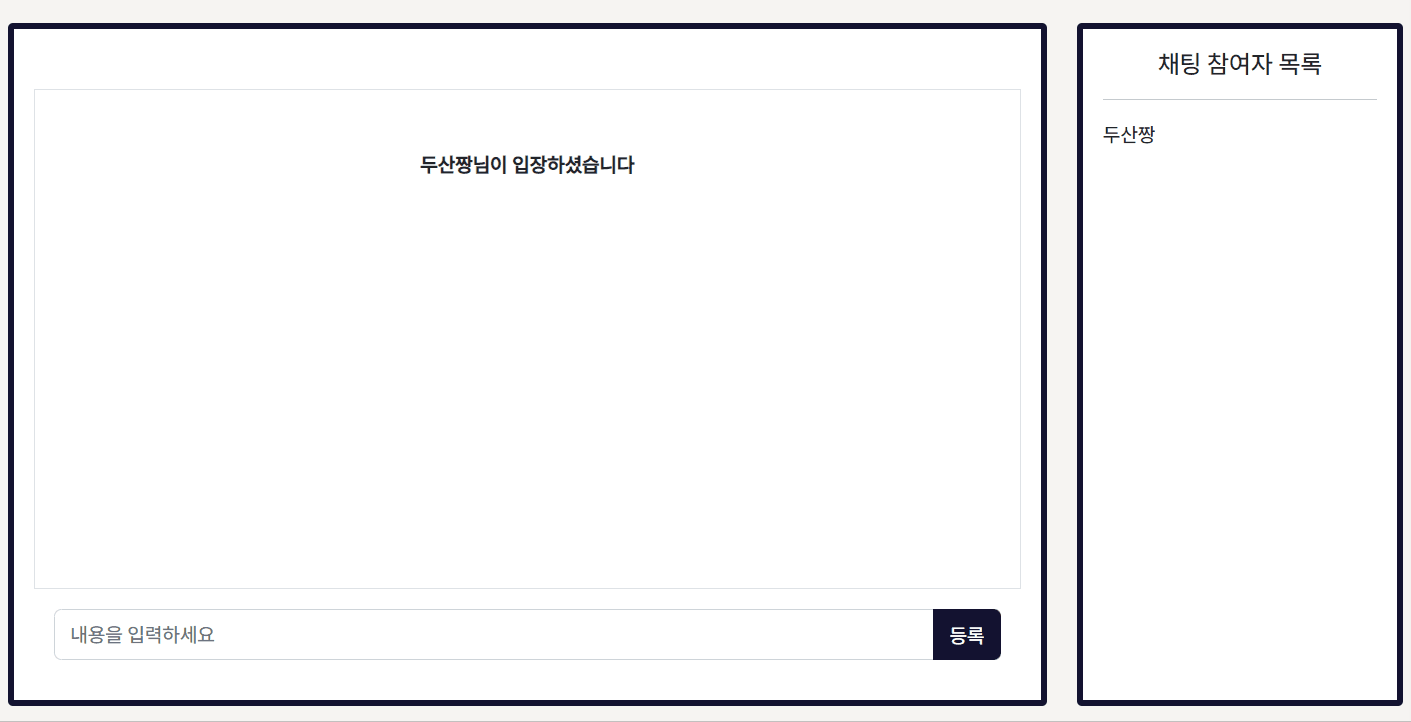 두산짱님이 입장하셨습니다
내용을 입력하세요
등록
채팅 참여자 목록
두산짱